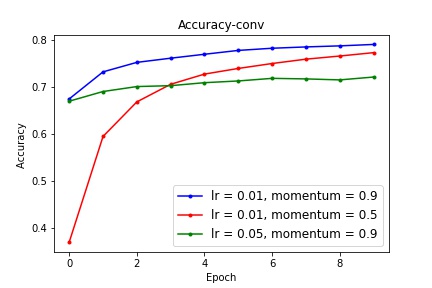 Accuracy-conv
0.8
0.7
0.6
0.5
0.4
Accuracy
lr = 0.01, momentum = 0.9
lr = 0.01, momentum = 0.5
lr = 0.05, momentum = 0.9
0 2 4 6 8
Epoch